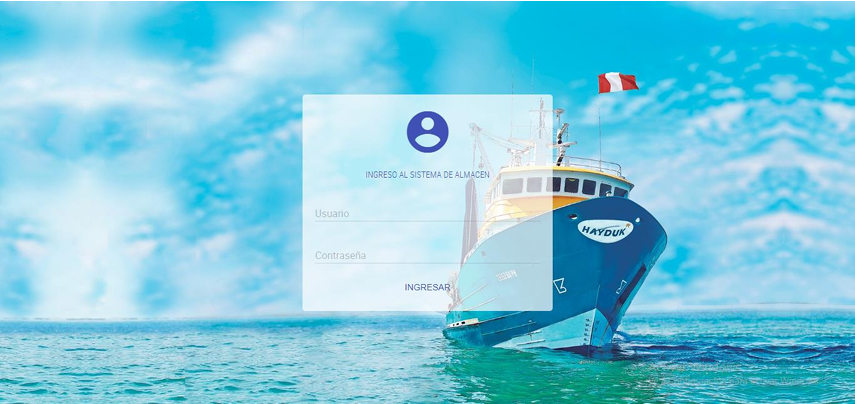 INGRESO AL SISTEMA DE ALMACEN
HAYDUK
Usuario
Contraseña
INGRESAR